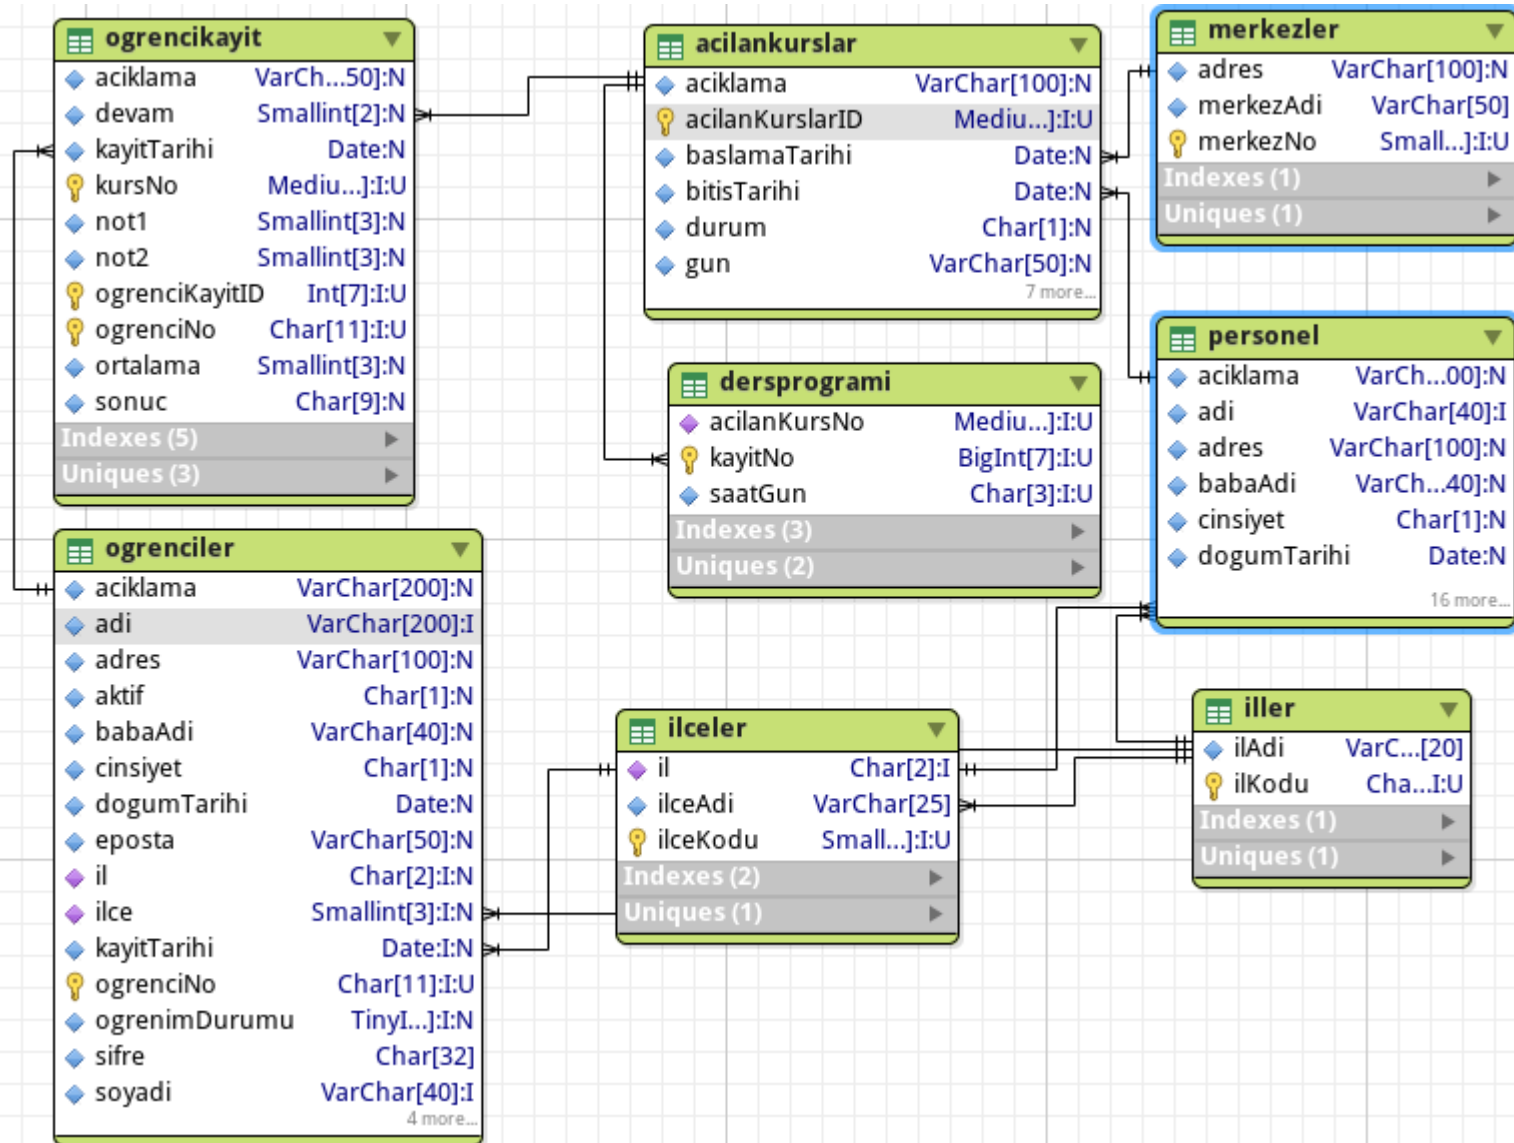 ogrencikayit
aciklama VarCh...50]:N
devam Smallint[2]:N
kayitTarihi Date:N
kursNo Mediu...]:I:U
not1 Smallint[3]:N
not2 Smallint[3]:N
ogrenciKayitID Int[7]:I:U
ogrenciNo Char[11]:I:U
ortalama Smallint[3]:N
sonuc Char[9]:N
Indexes (5)
Uniques (3)
acilankurslar
aciklama VarChar[100]:N
acilanKurslarID Mediu...]:I:U
baslamaTarihi Date:N
bitisTarihi Date:N
durum Char[1]:N
gun VarChar[50]:N
7 more...
merkezler
adres VarChar[100]:N
merkezAdi VarChar[50]
merkezNo Small...]:I:U
Indexes (1)
Uniques (1)
dersprogrami
acilanKursNo Mediu...]:I:U
kayitNo BigInt[7]:I:U
saatGun Char[3]:I:U
Indexes (3)
Uniques (2)
personel
aciklama VarCh...00]:N
adi VarChar[40]:I
adres VarChar[100]:N
babaAdi VarCh...40]:N
cinsiyet Char[1]:N
dogumTarihi Date:N
16 more...
ogrenciler
aciklama VarChar[200]:N
adi VarChar[200]:I
adres VarChar[100]:N
aktif Char[1]:N
babaAdi VarChar[40]:N
cinsiyet Char[1]:N
dogumTarihi Date:N
eposta VarChar[50]:N
il Char[2]:I:N
ilce Smallint[3]:I:N
kayitTarihi Date:I:N
ogrenciNo Char[11]:I:U
ogrenimDurumu TinyI...]:I:N
sifre Char[32]
soyadi VarChar[40]:I
4 more...
ilceler
il Char[2]:I
ilceAdi VarChar[25]
ilceKodu Small...]:I:U
Indexes (2)
Uniques (1)
iller
ilAdi VarC...[20]
ilKodu Cha...I:U
Indexes (1)
Uniques (1)